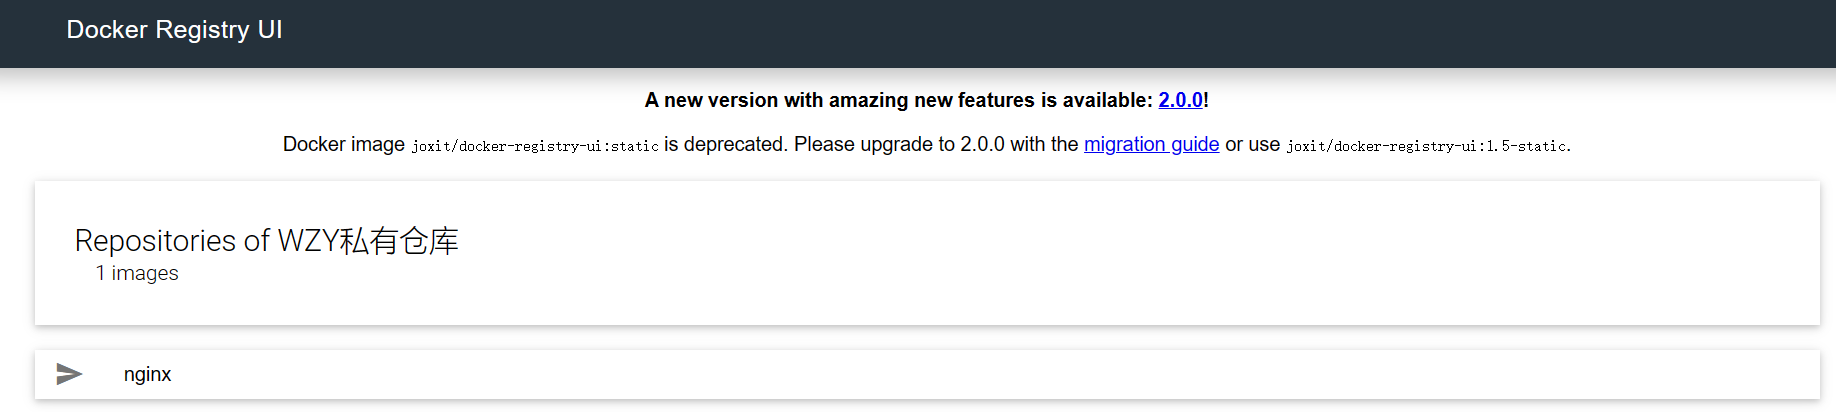 Docker Registry UI
A new version with amazing new features is available: 2.0.0!
Docker image joxit/docker-registry-ui:static is deprecated. Please upgrade to 2.0.0 with the migration guide or use joxit/docker-registry-ui:1.5-static.
Repositories of WZY私有仓库
1 images
nginx